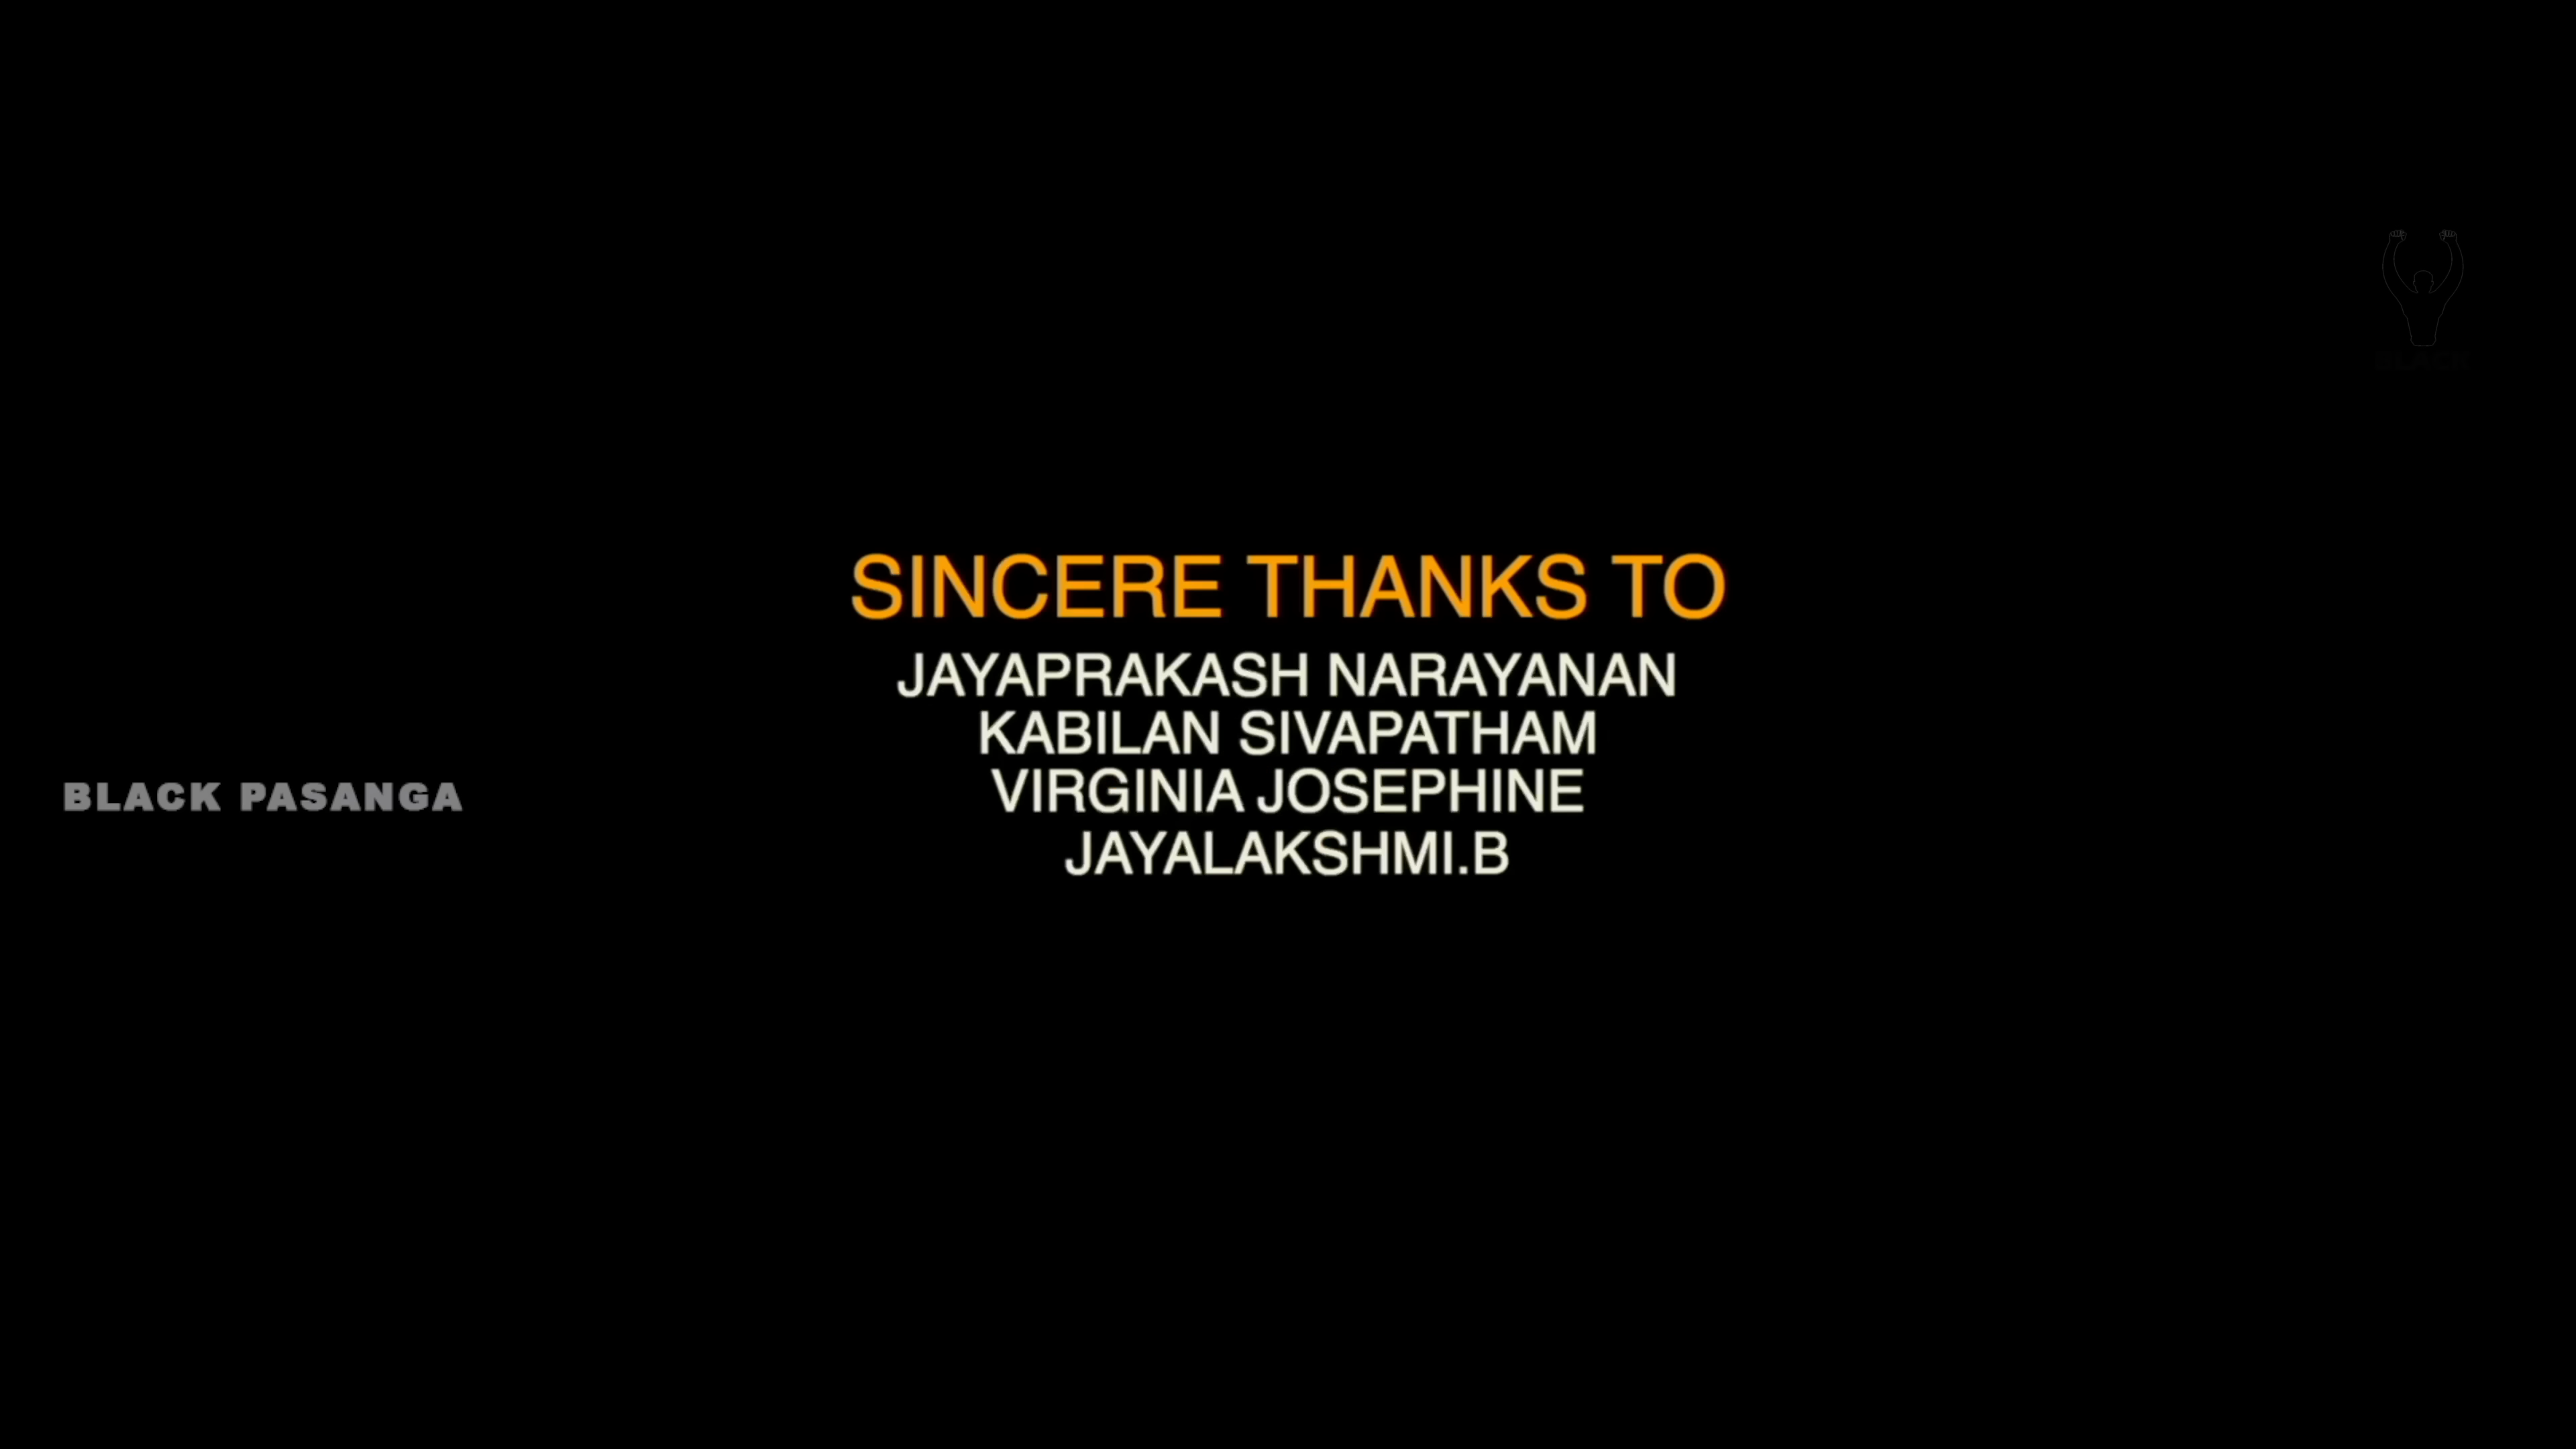 SINCERE THANKS TO
JAYAPRAKASH NARAYANAN
KABILAN SIVAPATHAM
VIRGINIA JOSEPHINE
JAYALAKSHMI.B
BLACK PASANGA